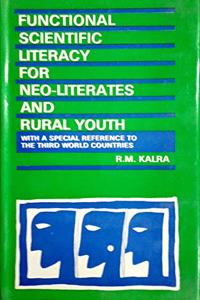 FUNCTIONAL
SCIENTIFIC
LITERACY
FOR
NEO-LITERATES
AND
RURAL YOUTH
WITH A SPECIAL REFERENCE TO
THE THIRD WORLD COUNTRIES
R.M. KALRA